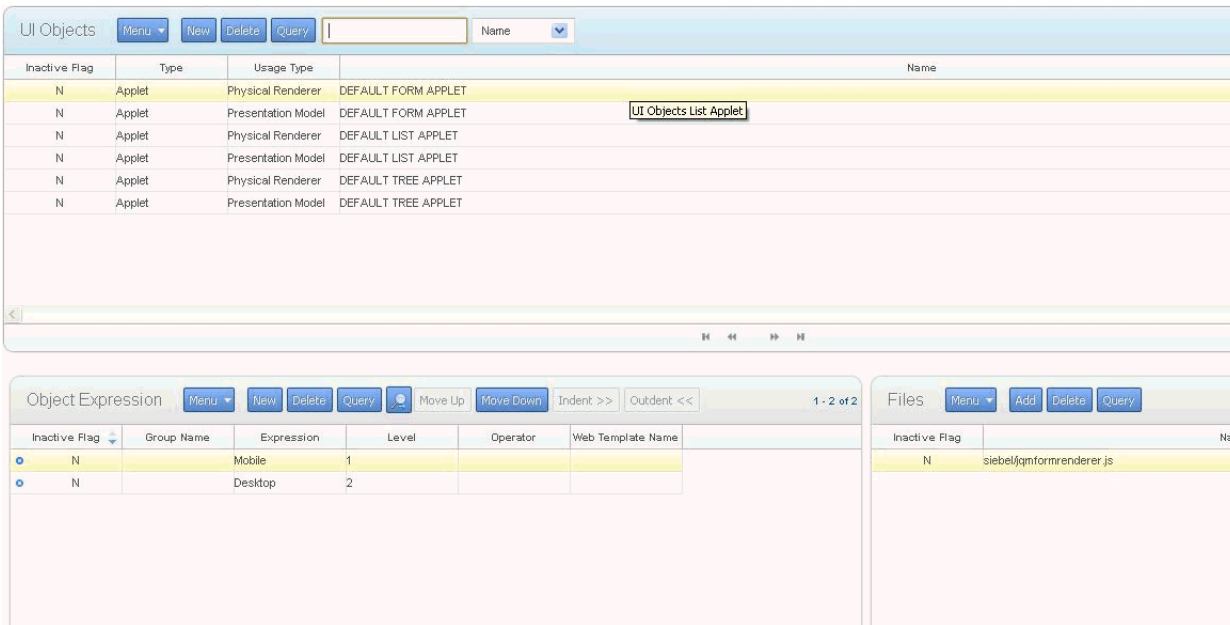 UI Objects Menu New Delete Query Name
Inactive Flag Type Usage Type Name
N Applet Physical Renderer DEFAULT FORM APPLET
UI Objects List Applet
N Applet Presentation Model DEFAULT FORM APPLET
N Applet Physical Renderer DEFAULT LIST APPLET
N Applet Presentation Model DEFAULT LIST APPLET
N Applet Physical Renderer DEFAULT TREE APPLET
N Applet Presentation Model DEFAULT TREE APPLET
Object Expression Menu New Delete Query Move Up Move Down Indent >> Outdent << 1 - 2 of 2
Inactive Flag Group Name Expression Level Operator Web Template Name
N Mobile 1
N Desktop 2
Files Menu Add Delete Query
Inactive Flag Na
N siebel/jqmformrenderer.js